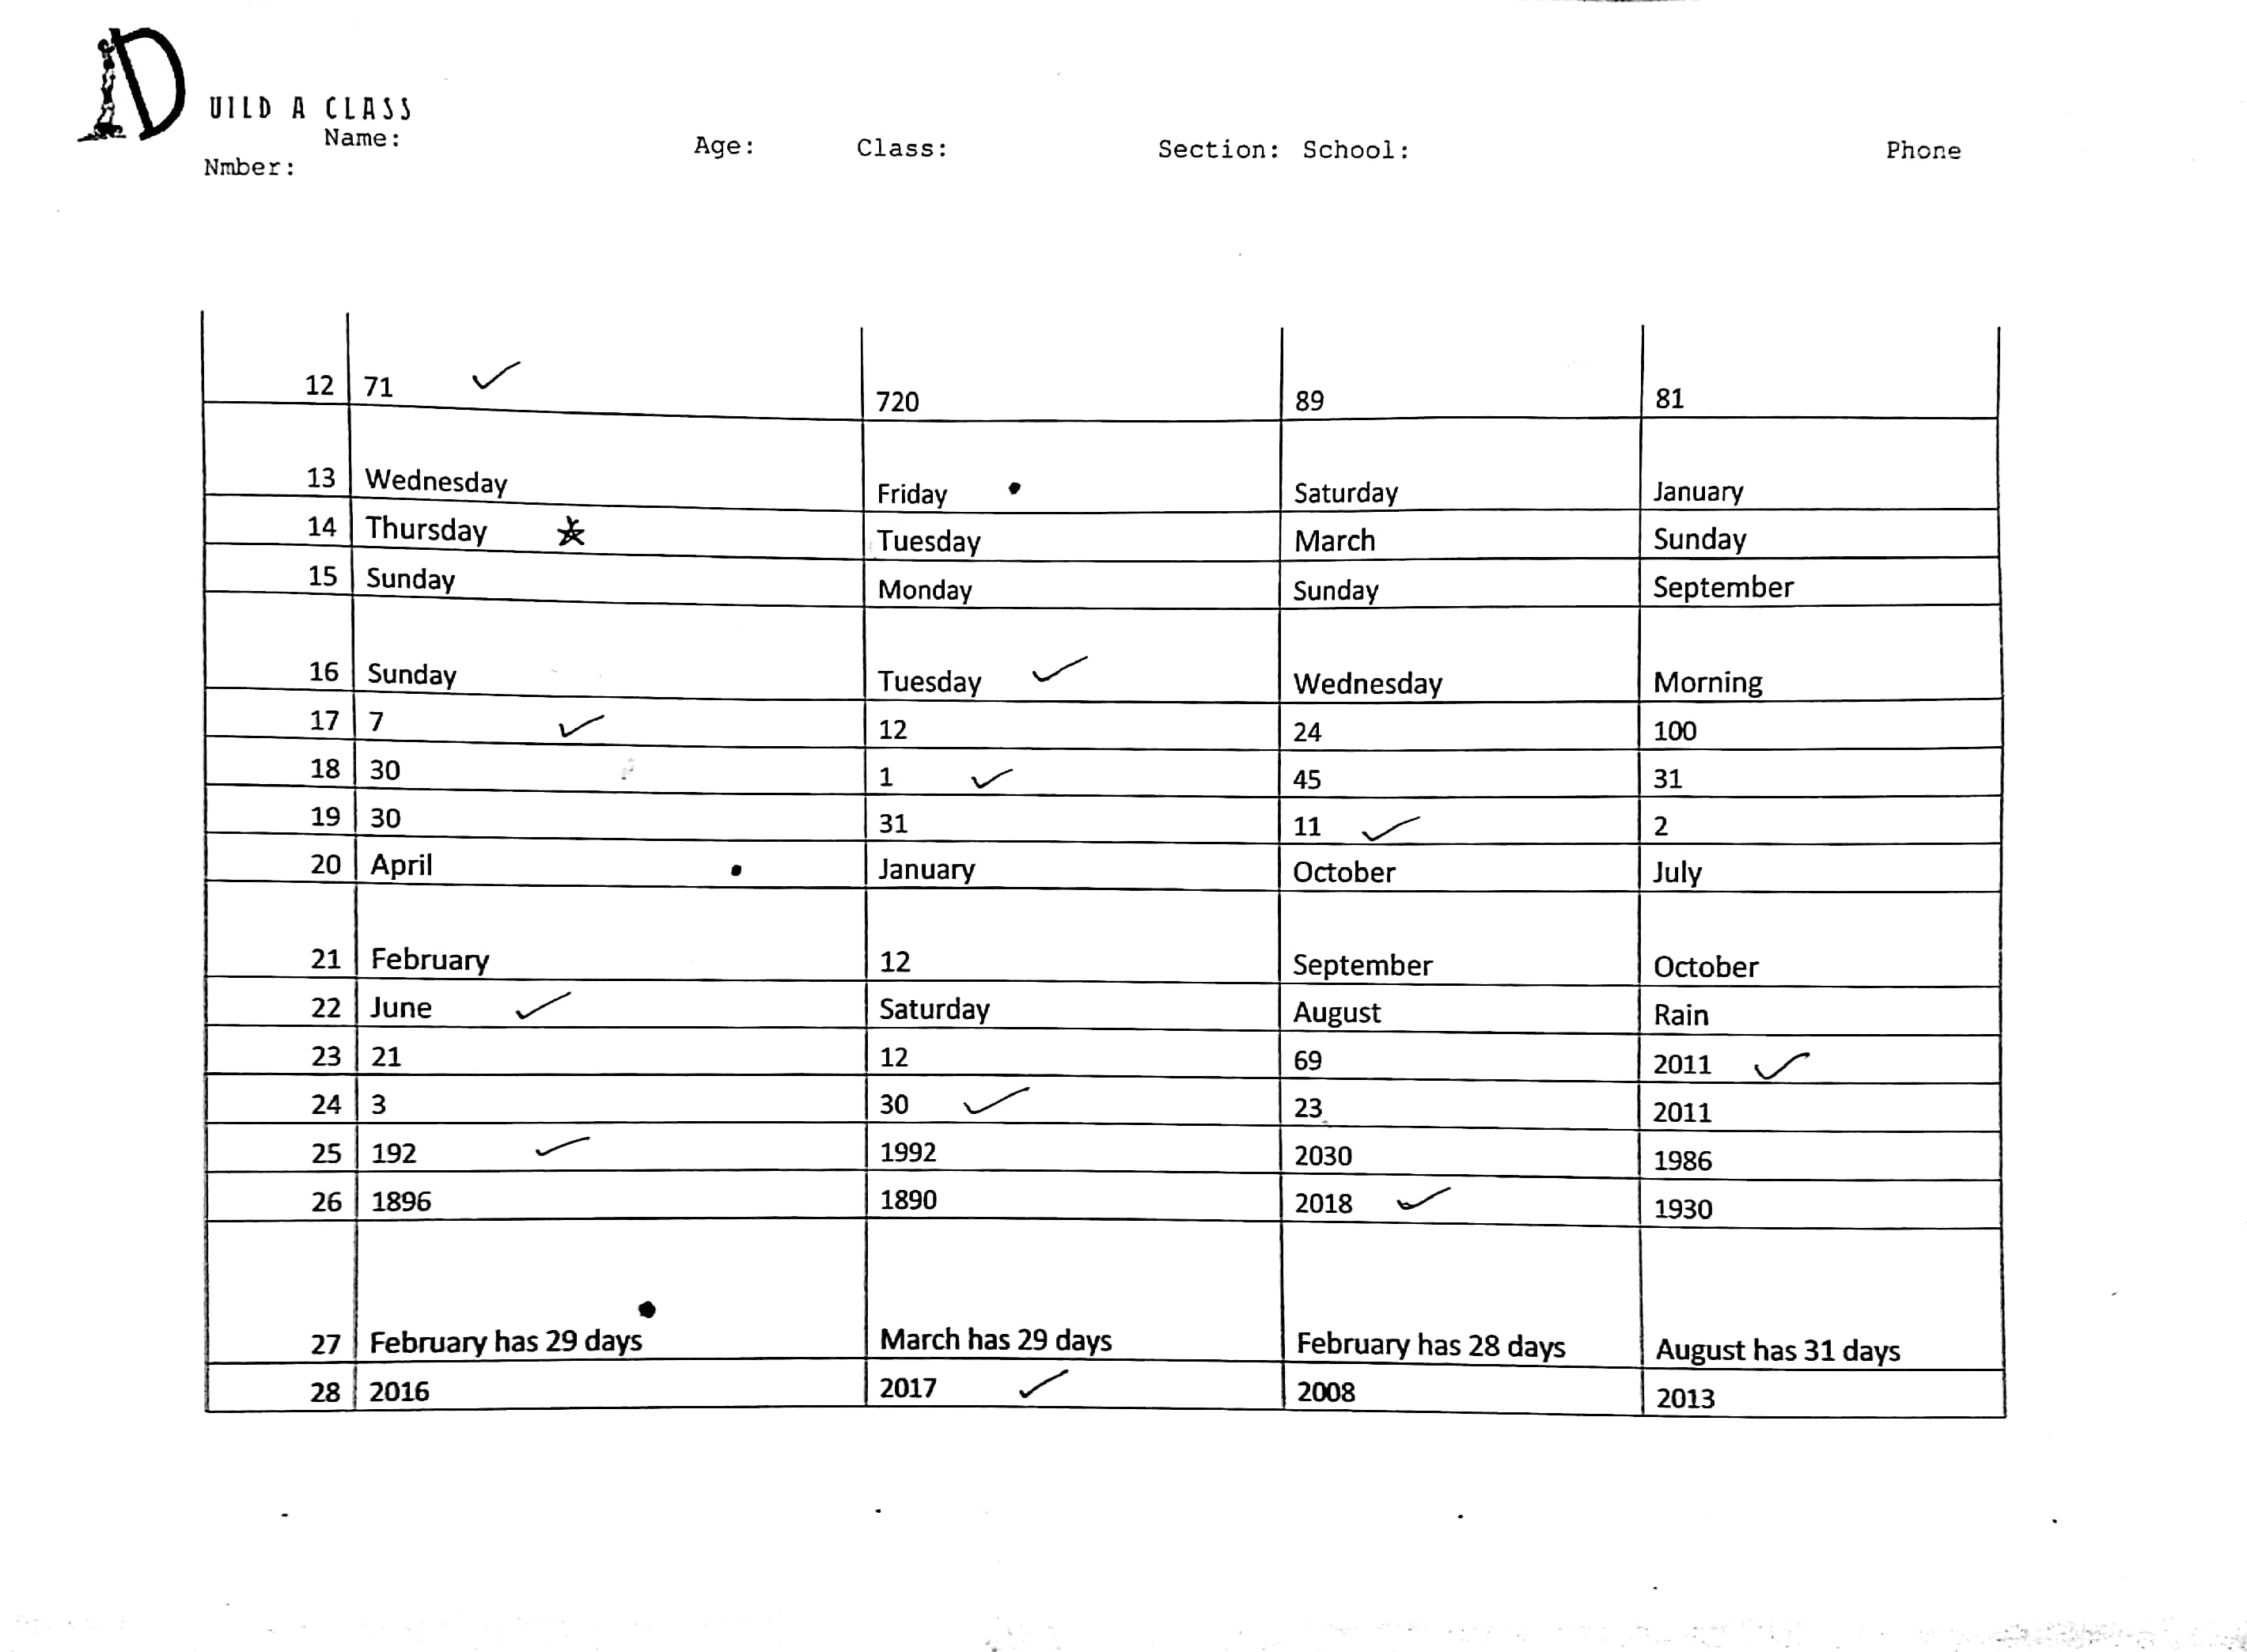 D UILD A CLASS
Name: Age: Class: Section: School: Phone
Nmber:
12 71 ✓ 720 89 81
13 Wednesday Friday • Saturday January
14 Thursday ☆ Tuesday March Sunday
15 Sunday Monday Sunday September
16 Sunday Tuesday ✓ Wednesday Morning
17 7 ✓ 12 24 100
18 30 1 ✓ 45 31
19 30 31 11 ✓ 2
20 April • January October July
21 February 12 September October
22 June ✓ Saturday August Rain
23 21 12 69 2011 ✓
24 3 30 ✓ 23 2011
25 192 ✓ 1992 2030 1986
26 1896 1890 2018 ✓ 1930
27 February has 29 days • March has 29 days February has 28 days August has 31 days
28 2016 2017 ✓ 2008 2013